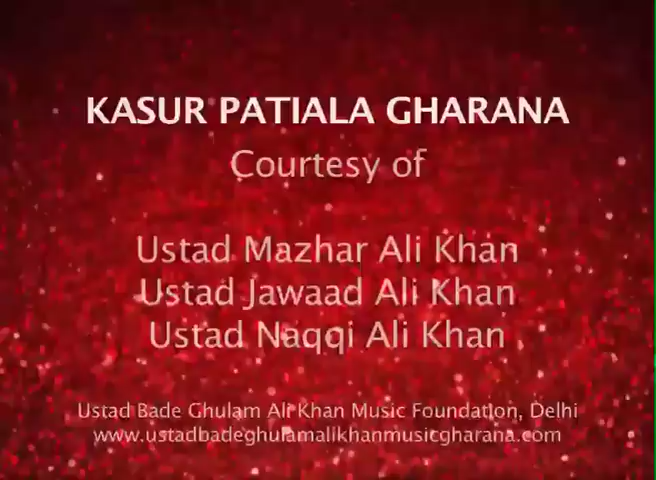 KASUR PATIALA GHARANA
Courtesy of
Ustad Mazhar Ali Khan
Ustad Jawaad Ali Khan
Ustad Naqqi Ali Khan
Ustad Bade Ghulam Ali Khan Music Foundation, Delhi
www.ustadbadeghulamalikhanmusicgharana.com